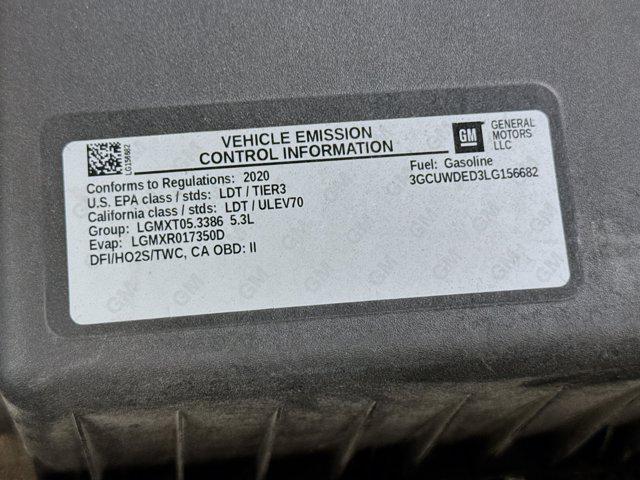 VEHICLE EMISSION
CONTROL INFORMATION
GM
GENERAL
MOTORS
LLC
LG156682
Conforms to Regulations: 2020
U.S. EPA class / stds: LDT / TIER3
California class / stds: LDT / ULEV70
Group: LGMXT05.3386 5.3L
Evap: LGMXR017350D
DFI/HO2S/TWC, CA OBD: II
Fuel: Gasoline
3GCUWDED3LG156682